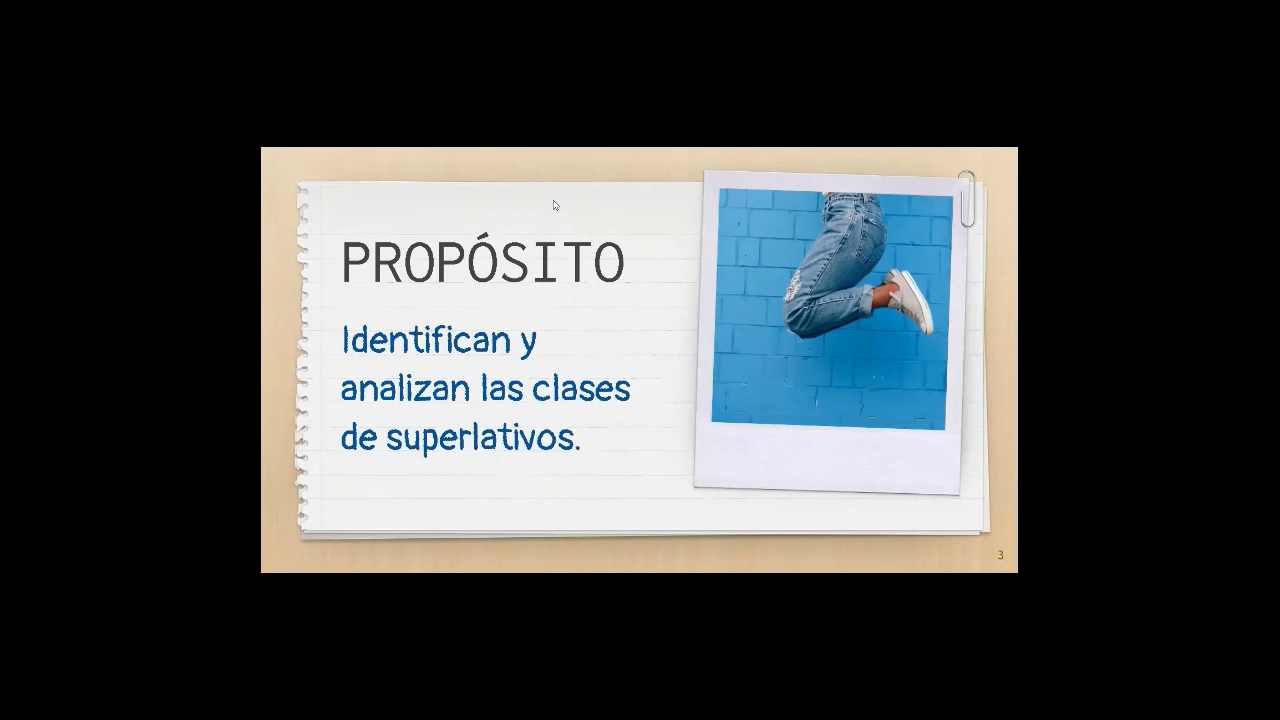 PROPÓSITO
Identifican y
analizan las clases
de superlativos.
3